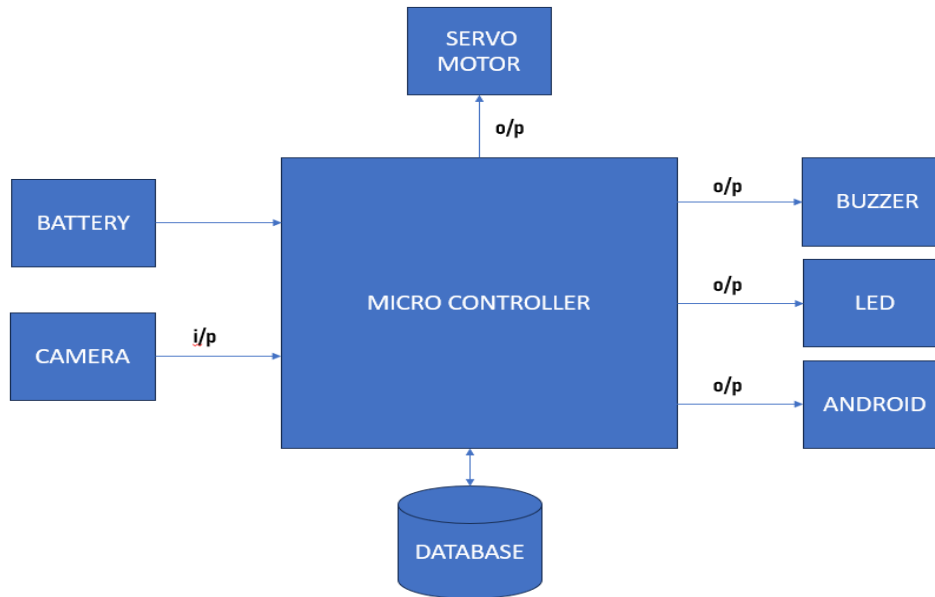 SERVO
MOTOR
o/p
o/p
BATTERY
BUZZER
MICRO CONTROLLER
o/p
LED
i/p
CAMERA
o/p
ANDROID
DATABASE